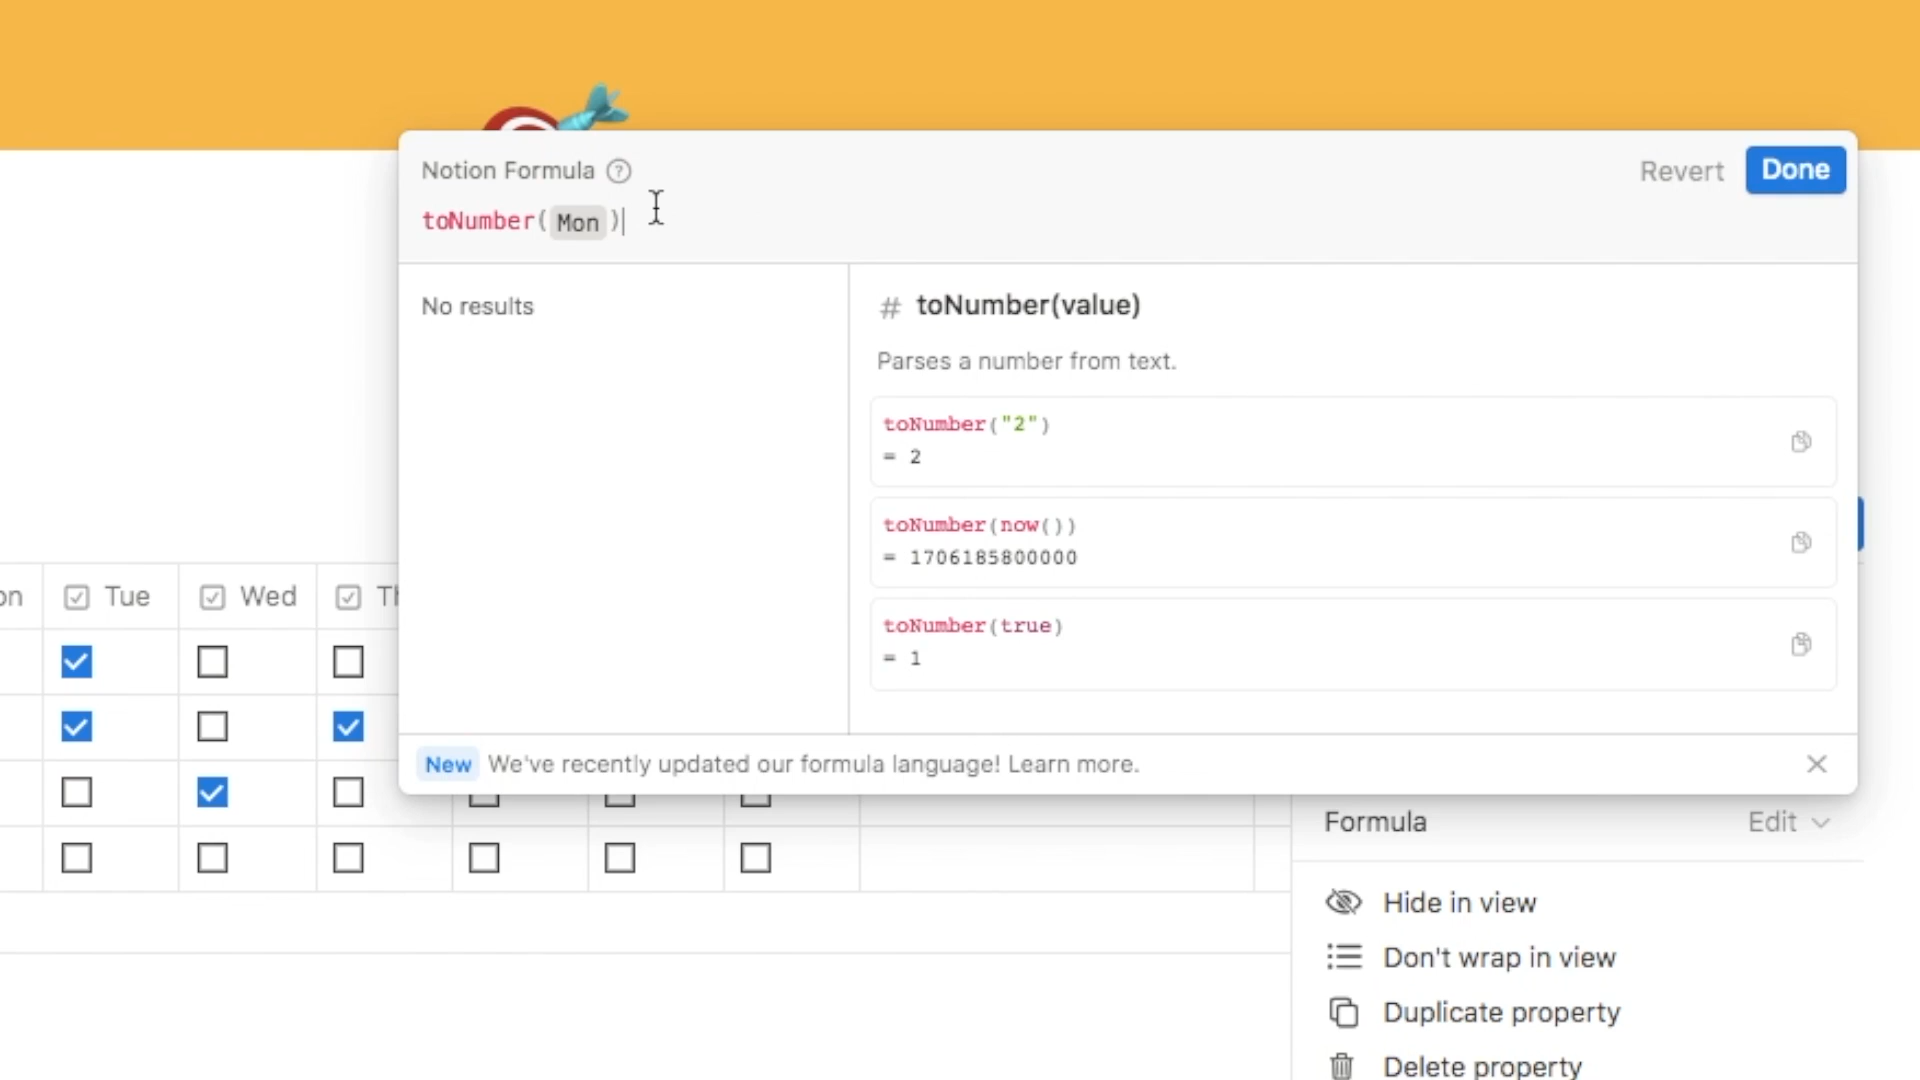 Notion Formula ?
Revert
Done
toNumber( Mon )
No results
# toNumber(value)
Parses a number from text.
toNumber("2")
= 2
toNumber(now())
= 1706185800000
toNumber(true)
= 1
New We've recently updated our formula language! Learn more.
on
Tue
Wed
Th
Formula
Edit
Hide in view
Don't wrap in view
Duplicate property
Delete property